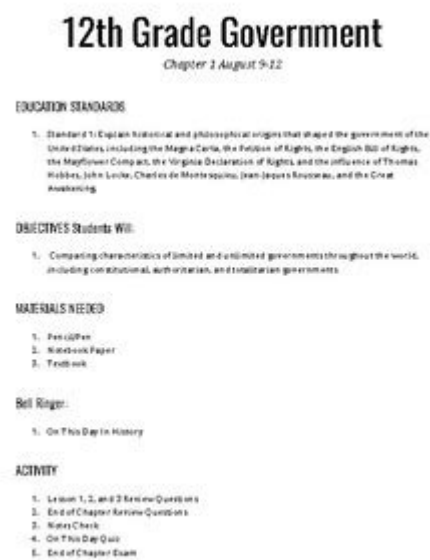 12th Grade Government
Chapter 1 August 9-12
EDUCATION STANDARDS
1. Standard 1: Explain historical and philosophical origins that shaped the government of the
United States, including the Magna Carta, the Petition of Rights, the English Bill of Rights,
the Mayflower Compact, the Virginia Declaration of Rights, and the influence of Thomas
Hobbes, John Locke, Charles de Montesquieu, Jean-Jaques Rousseau, and the Great
Awakening.
OBJECTIVES Students Will:
1. Comparing characteristics of limited and unlimited governments throughout the world,
including constitutional, authoritarian, and totalitarian governments
MATERIALS NEEDED
1. Pencil/Pen
2. Notebook Paper
3. Textbook
Bell Ringer:
1. On This Day In History
ACTIVITY
1. Lesson 1, 2, and 3 Review Questions
2. End of Chapter Review Questions
3. Notes Check
4. On This Day Quiz
5. End of Chapter Exam